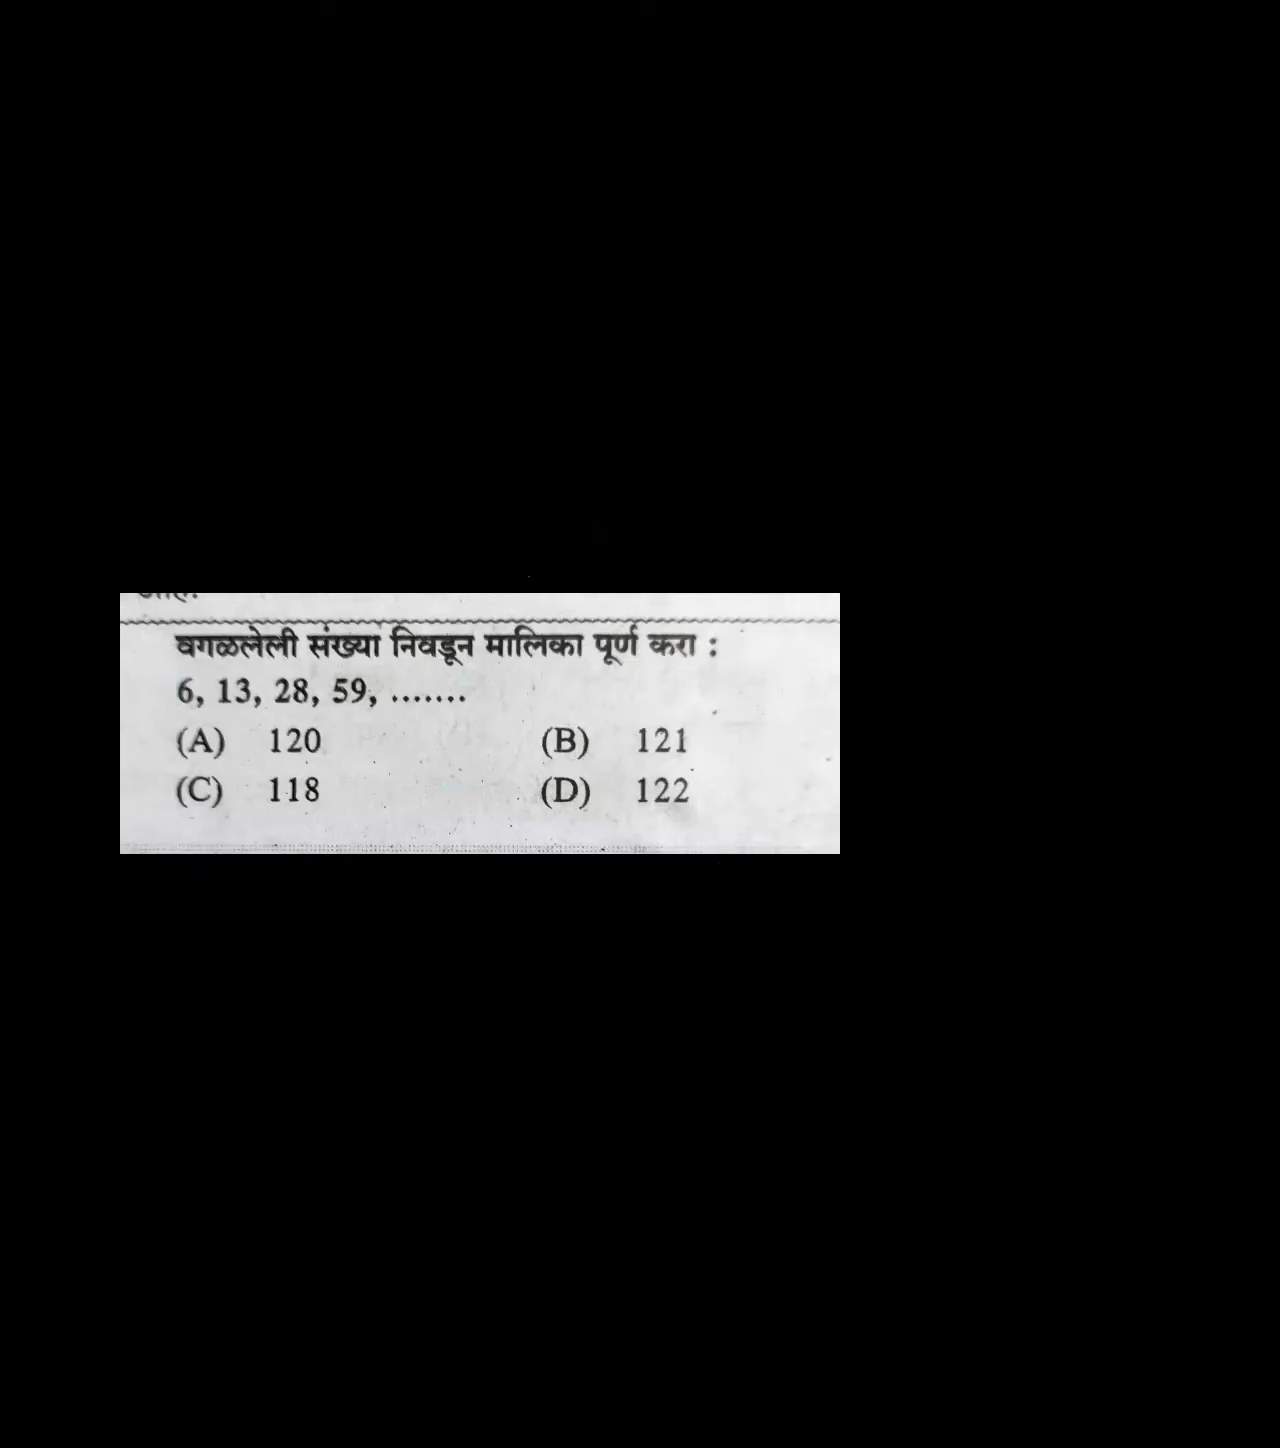 वगळलेली संख्या निवडून मालिका पूर्ण करा :
6, 13, 28, 59, .......
(A) 120 (B) 121
(C) 118 (D) 122